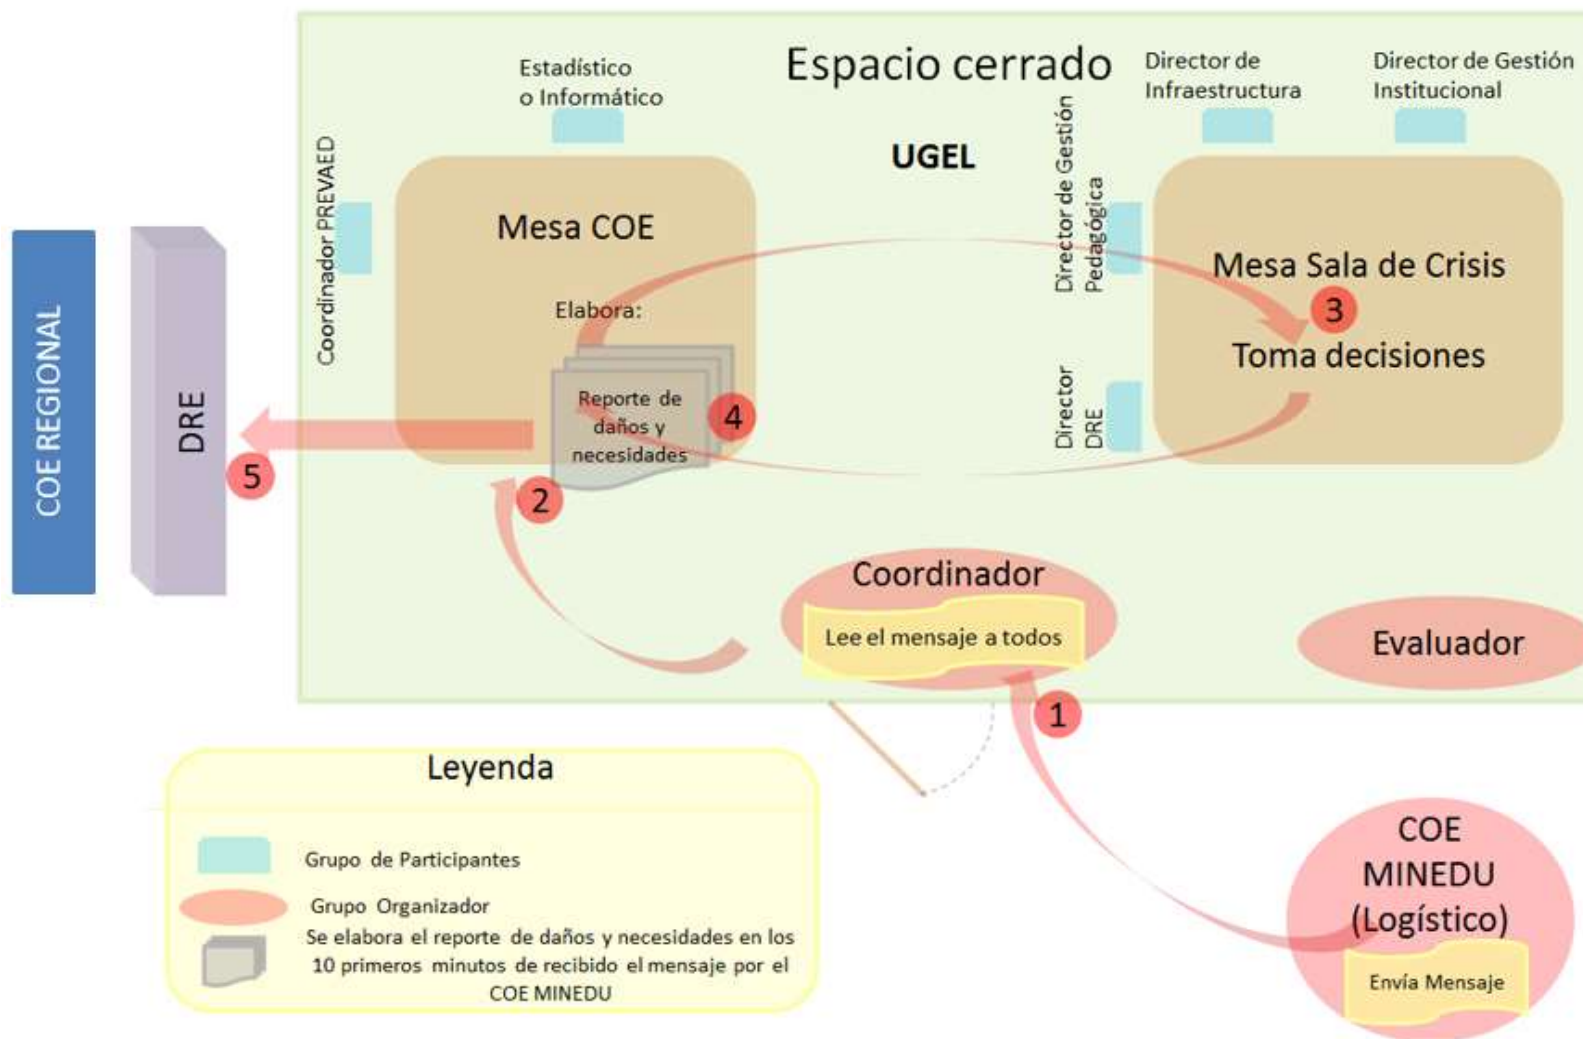 Espacio cerrado
UGEL
Estadístico
o Informático
Coordinador PREVAED
Mesa COE
Elabora:
Reporte de
daños y
necesidades
4
2
Director de
Infraestructura
Director de Gestión
Institucional
Director de Gestión
Pedagógica
Director
DRE
Mesa Sala de Crisis
3
Toma decisiones
COE REGIONAL
DRE
5
Coordinador
Lee el mensaje a todos
Evaluador
1
COE
MINEDU
(Logístico)
Envía Mensaje
Leyenda
Grupo de Participantes
Grupo Organizador
Se elabora el reporte de daños y necesidades en los
10 primeros minutos de recibido el mensaje por el
COE MINEDU